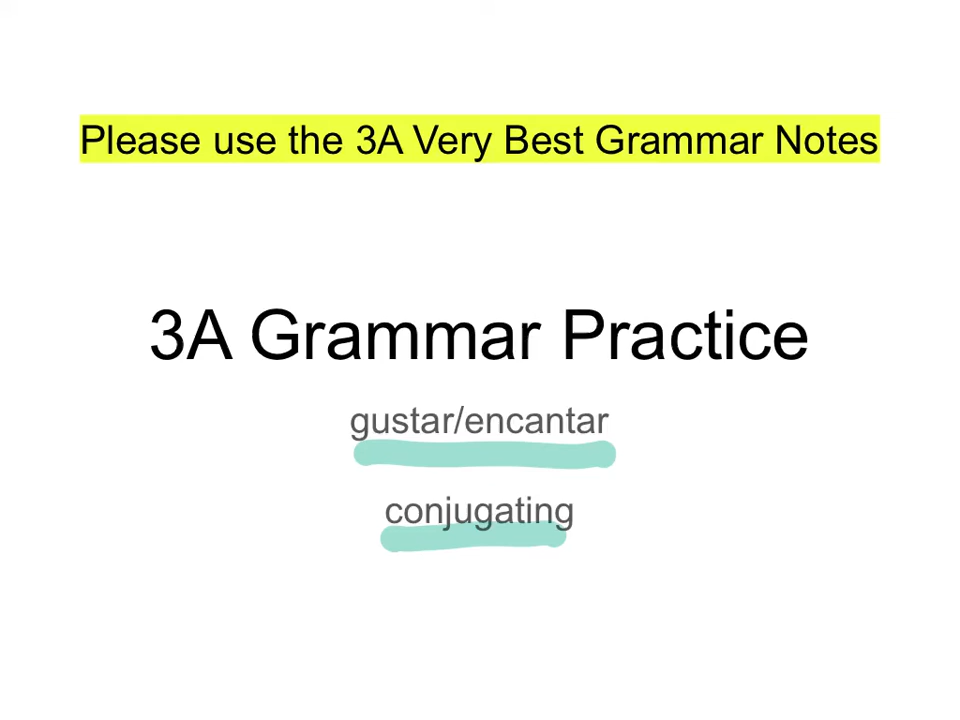 Please use the 3A Very Best Grammar Notes
3A Grammar Practice
gustar/encantar
conjugating